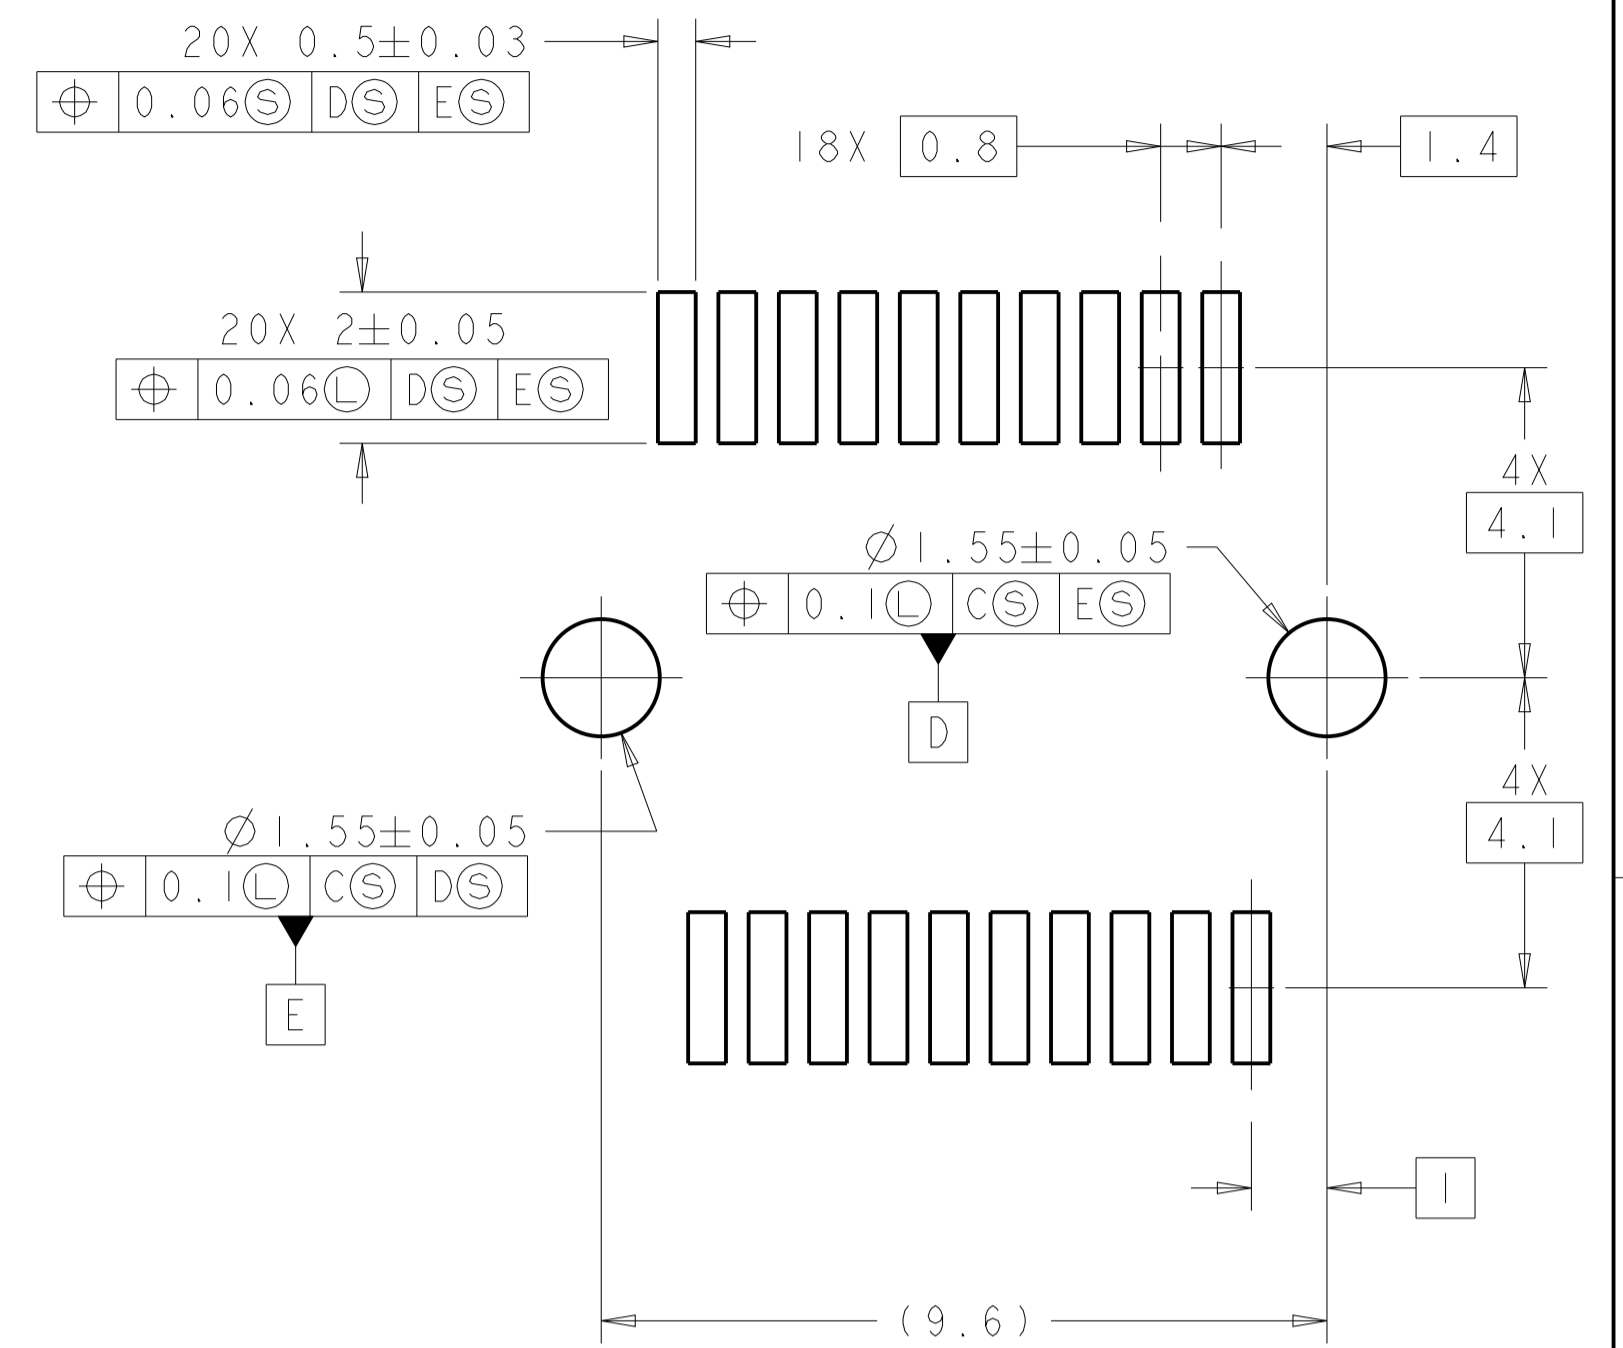 20X 0.5±0.03
⌖ 0.06Ⓢ DⓈ EⓈ
18X 0.8
1.4
20X 2±0.05
⌖ 0.06Ⓛ DⓈ EⓈ
4X
4.1
Ø1.55±0.05
⌖ 0.1Ⓛ CⓈ EⓈ
D
4X
4.1
Ø1.55±0.05
⌖ 0.1Ⓛ CⓈ DⓈ
E
1
(9.6)